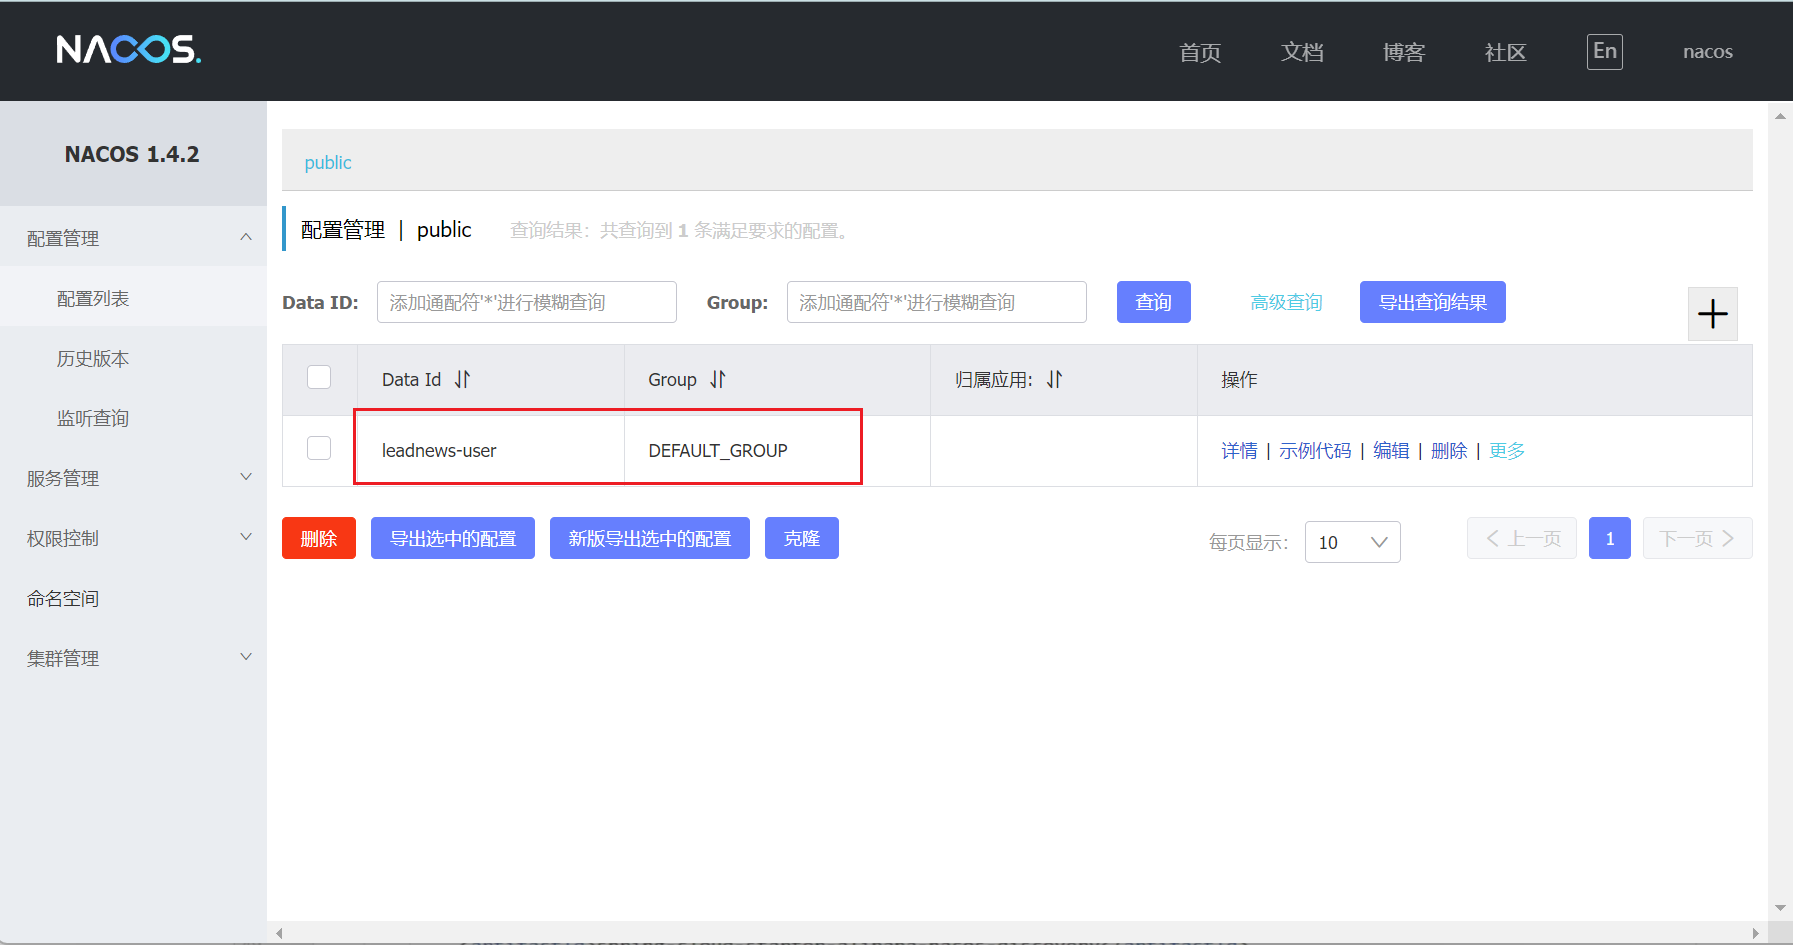 NACOS.
首页 文档 博客 社区 En nacos
NACOS 1.4.2
配置管理
配置列表
历史版本
监听查询
服务管理
权限控制
命名空间
集群管理
public
配置管理 | public 查询结果：共查询到 1 条满足要求的配置。
Data ID: 添加通配符'*'进行模糊查询 Group: 添加通配符'*'进行模糊查询 查询 高级查询 导出查询结果
Data Id Group 归属应用: 操作
leadnews-user DEFAULT_GROUP 详情 | 示例代码 | 编辑 | 删除 | 更多
删除 导出选中的配置 新版导出选中的配置 克隆 每页显示: 10 上一页 1 下一页